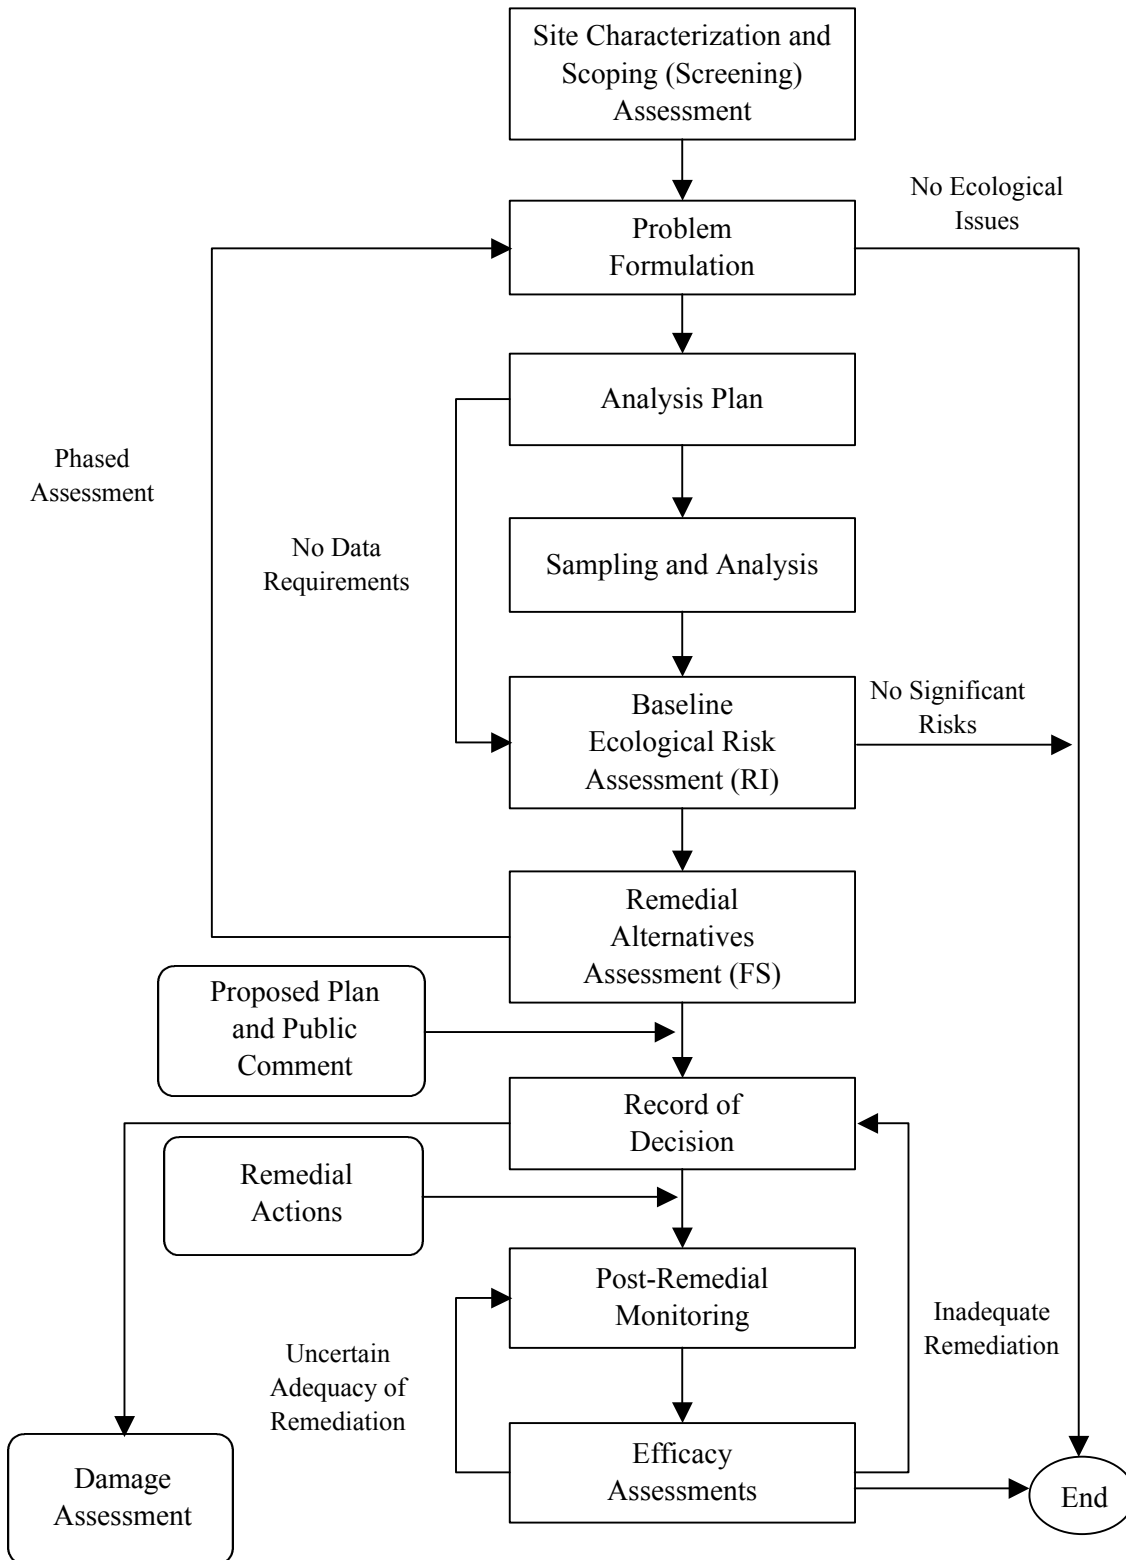 Site Characterization and
Scoping (Screening)
Assessment
No Ecological
Issues
Problem
Formulation
Analysis Plan
Phased
Assessment
No Data
Requirements
Sampling and Analysis
Baseline
Ecological Risk
Assessment (RI)
No Significant
Risks
Remedial
Alternatives
Assessment (FS)
Proposed Plan
and Public
Comment
Record of
Decision
Remedial
Actions
Post-Remedial
Monitoring
Inadequate
Remediation
Uncertain
Adequacy of
Remediation
Efficacy
Assessments
Damage
Assessment
End